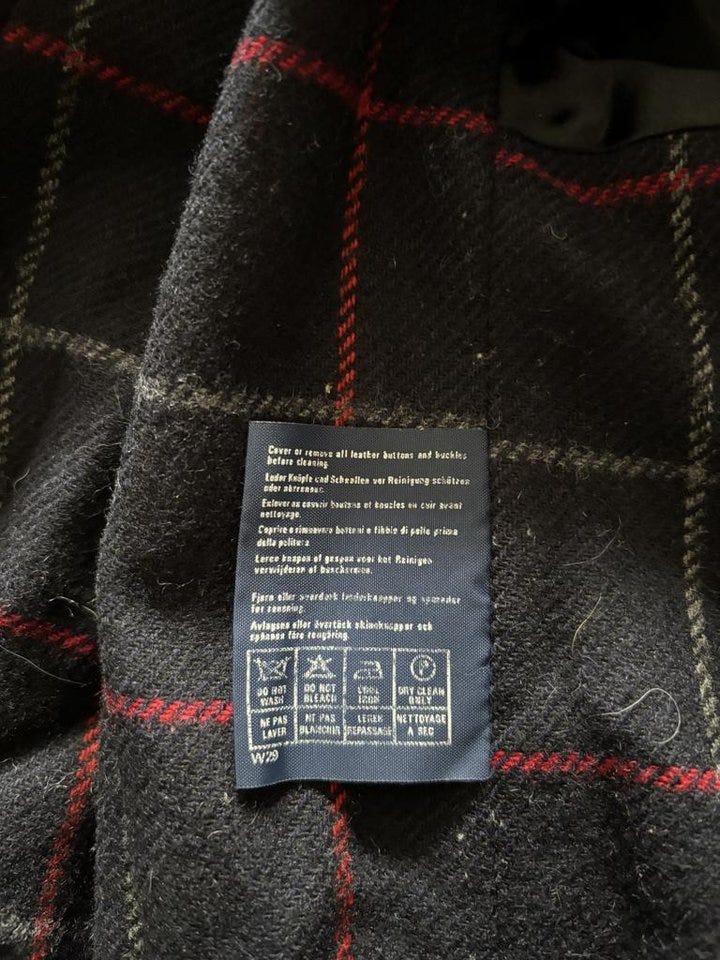 Cover or remove all leather buttons and buckles
before cleaning
Leder Knöpfe und Schnallen vor Reinigung schützen
oder abtrennen.
Enlever ou couvrir boutons et boucles en cuir avant
nettoyage.
Coprire o rimuovere bottoni e fibbie di pelle prima
della pulitura.
Leren knopen of gespen voor het Reinigen
verwijderen of beschermen.
Fjern eller overdæk læderknapper og spænder
før rensning.
Avlägsna eller övertäck skinnknappar och
spännen före rengöring.
DO NOT
WASH
DO NOT
BLEACH
COOL
IRON
P
DRY CLEAN
ONLY
NE PAS
LAVER
NE PAS
BLANCHIR
LEGER
REPASSAGE
NETTOYAGE
A SEC
W29